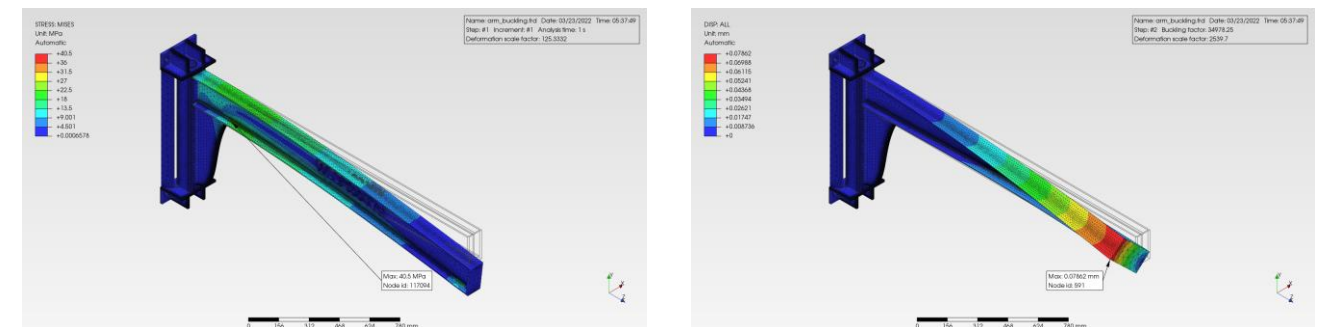 STRESS: MISES
Unit: MPa
Automatic
+40.5
+36
+31.5
+27
+22.5
+18
+13.5
+9.001
+4.501
+0.0006578
Name: arm_buckling.frd Date: 03/23/2022 Time: 05:37:49
Step: #1 Increment: #1 Analysis time: 1 s
Deformation scale factor: 125.5332
Max: 40.5 MPa
Node id: 117094
0 156 312 468 624 780 mm
DISP: ALL
Unit: mm
Automatic
+0.07862
+0.06988
+0.06115
+0.05241
+0.04368
+0.03494
+0.02621
+0.01747
+0.008736
+0
Name: arm_buckling.frd Date: 03/23/2022 Time: 05:37:49
Step: #2 Buckling factor: 34978.25
Deformation scale factor: 2539.7
Max: 0.07862 mm
Node id: 591
0 156 312 468 624 780 mm